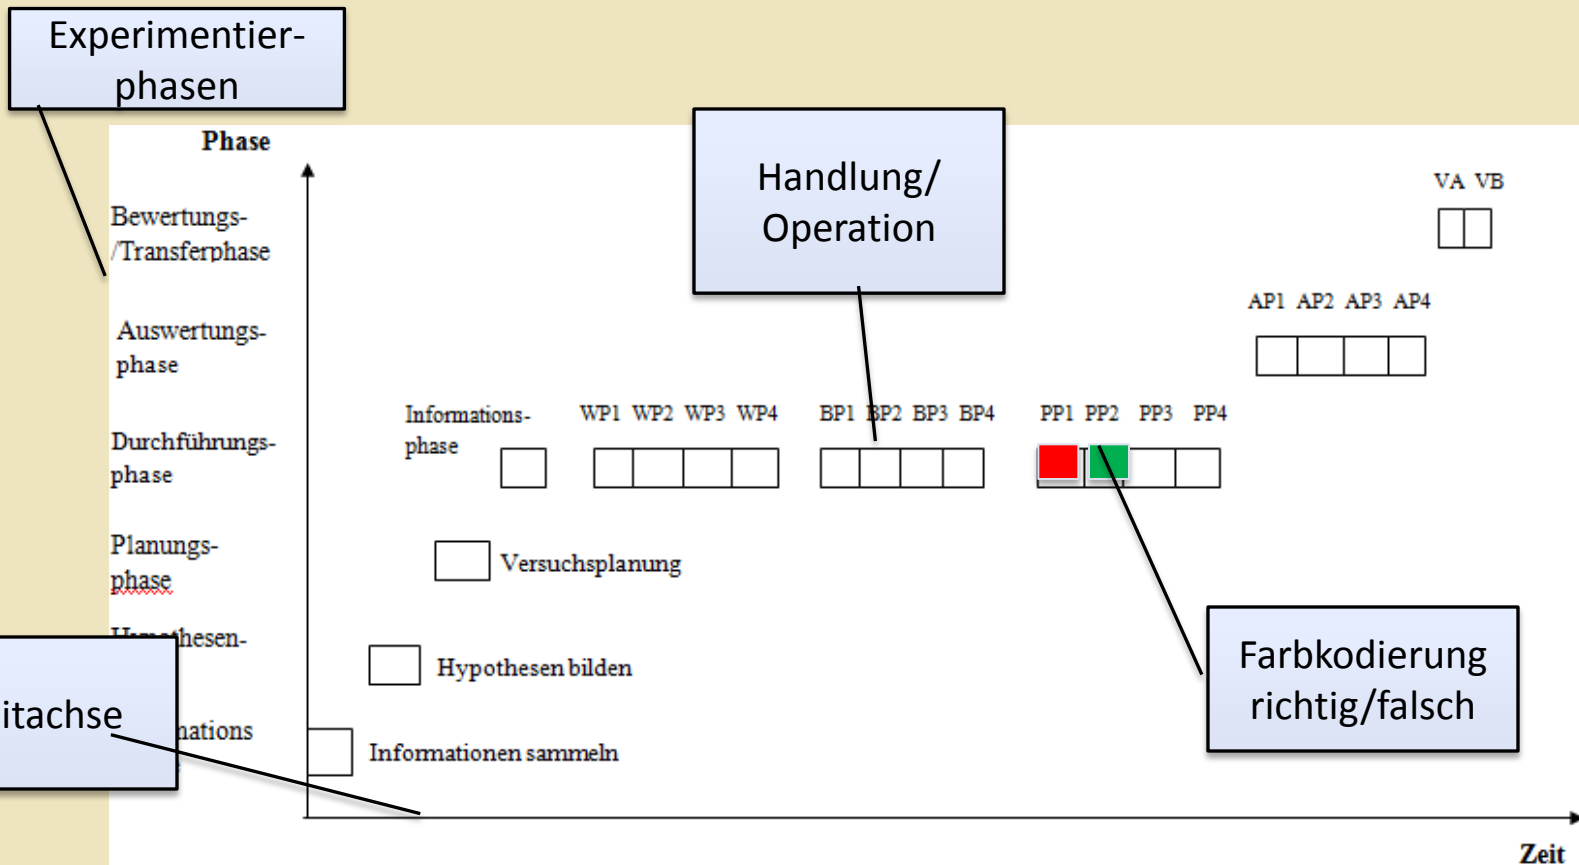 Experimentier-
phasen
Phase
Handlung/
Operation
VA VB
Bewertungs-
/Transferphase
AP1 AP2 AP3 AP4
Auswertungs-
phase
Informations-
phase
WP1 WP2 WP3 WP4
BP1 BP2 BP3 BP4
PP1 PP2 PP3 PP4
Durchführungs-
phase
Planungs-
phase
Versuchsplanung
thesen-
Hypothesen bilden
Farbkodierung
richtig/falsch
itachse
nations
Informationen sammeln
Zeit